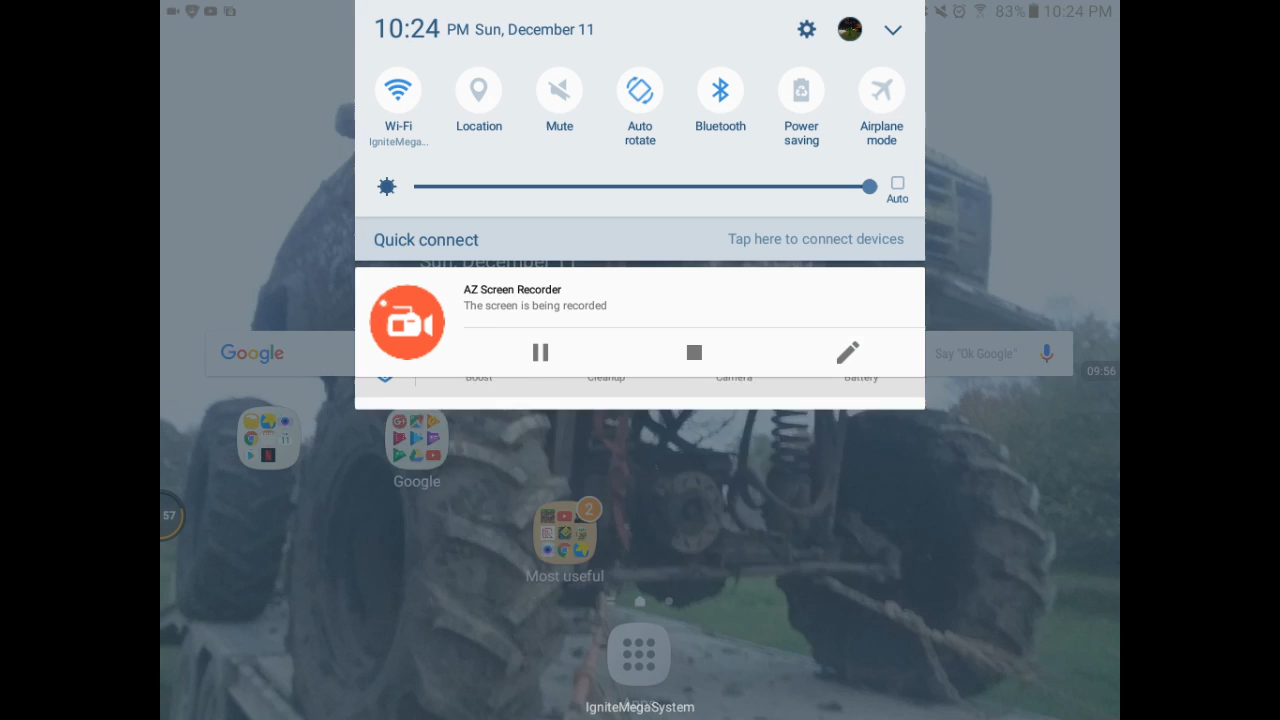 83% 10:24 PM
10:24 PM Sun, December 11
Wi-Fi
IgniteMega...
Location
Mute
Auto
rotate
Bluetooth
Power
saving
Airplane
mode
Auto
Quick connect
Tap here to connect devices
Sun, December 11
AZ Screen Recorder
The screen is being recorded
Google
Say "Ok Google"
09:56
Boost
Cleanup
Camera
Battery
11
Google
57
2
Most useful
IgniteMegaSystem